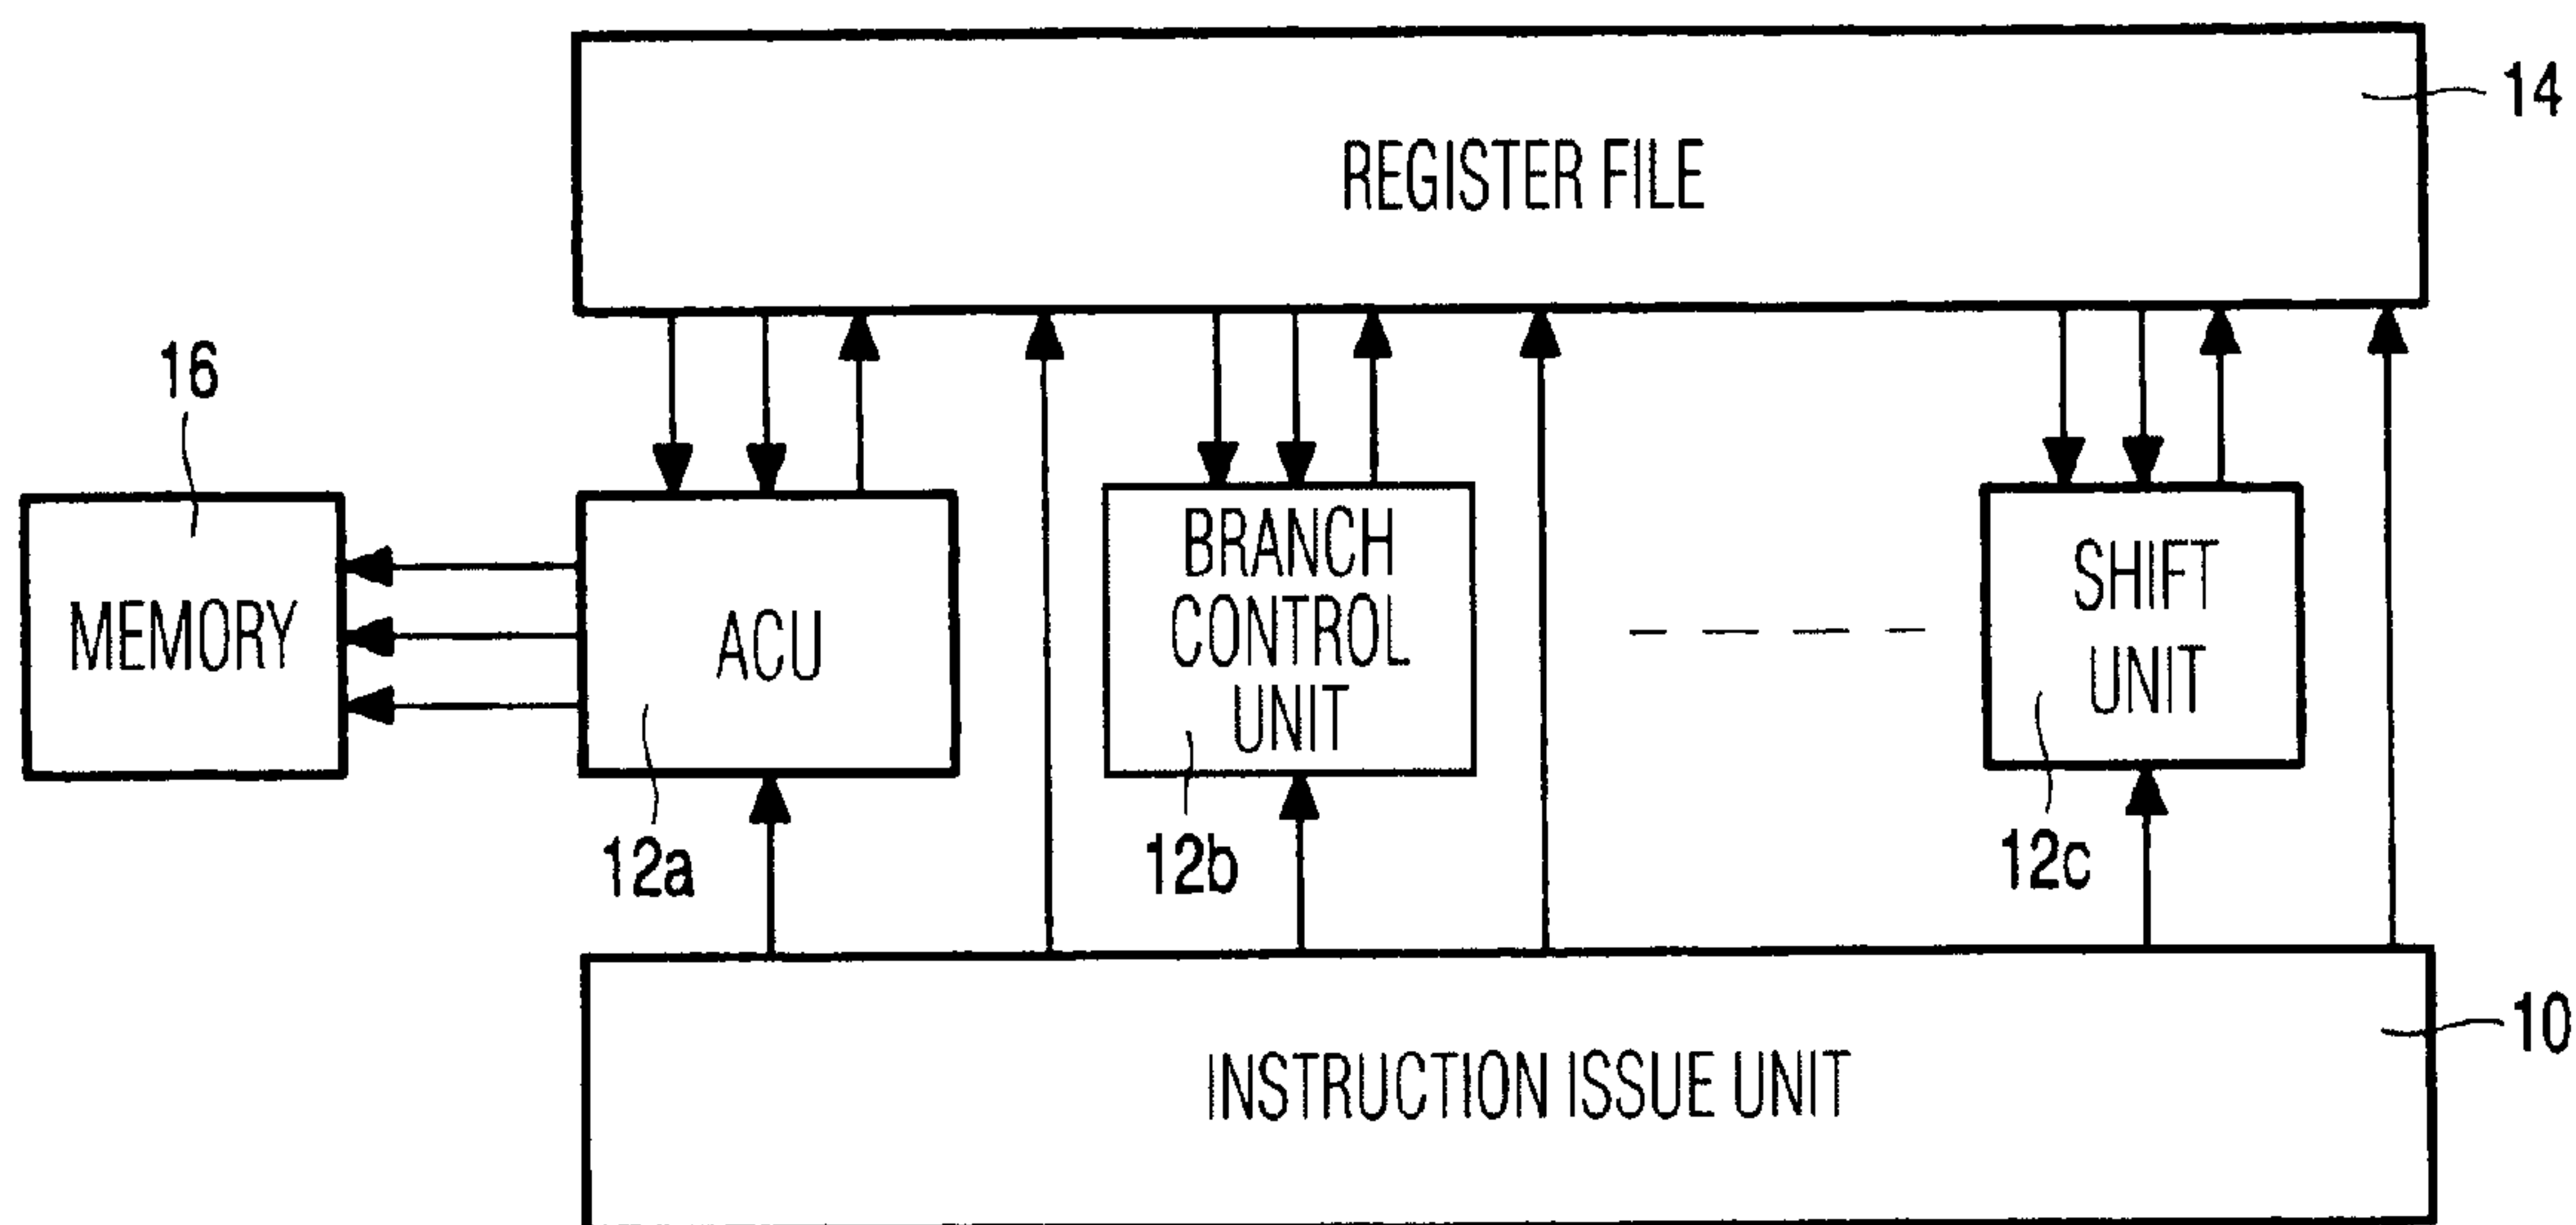 14
REGISTER FILE
16
MEMORY
ACU
BRANCH
CONTROL
UNIT
SHIFT
UNIT
12a
12b
12c
10
INSTRUCTION ISSUE UNIT